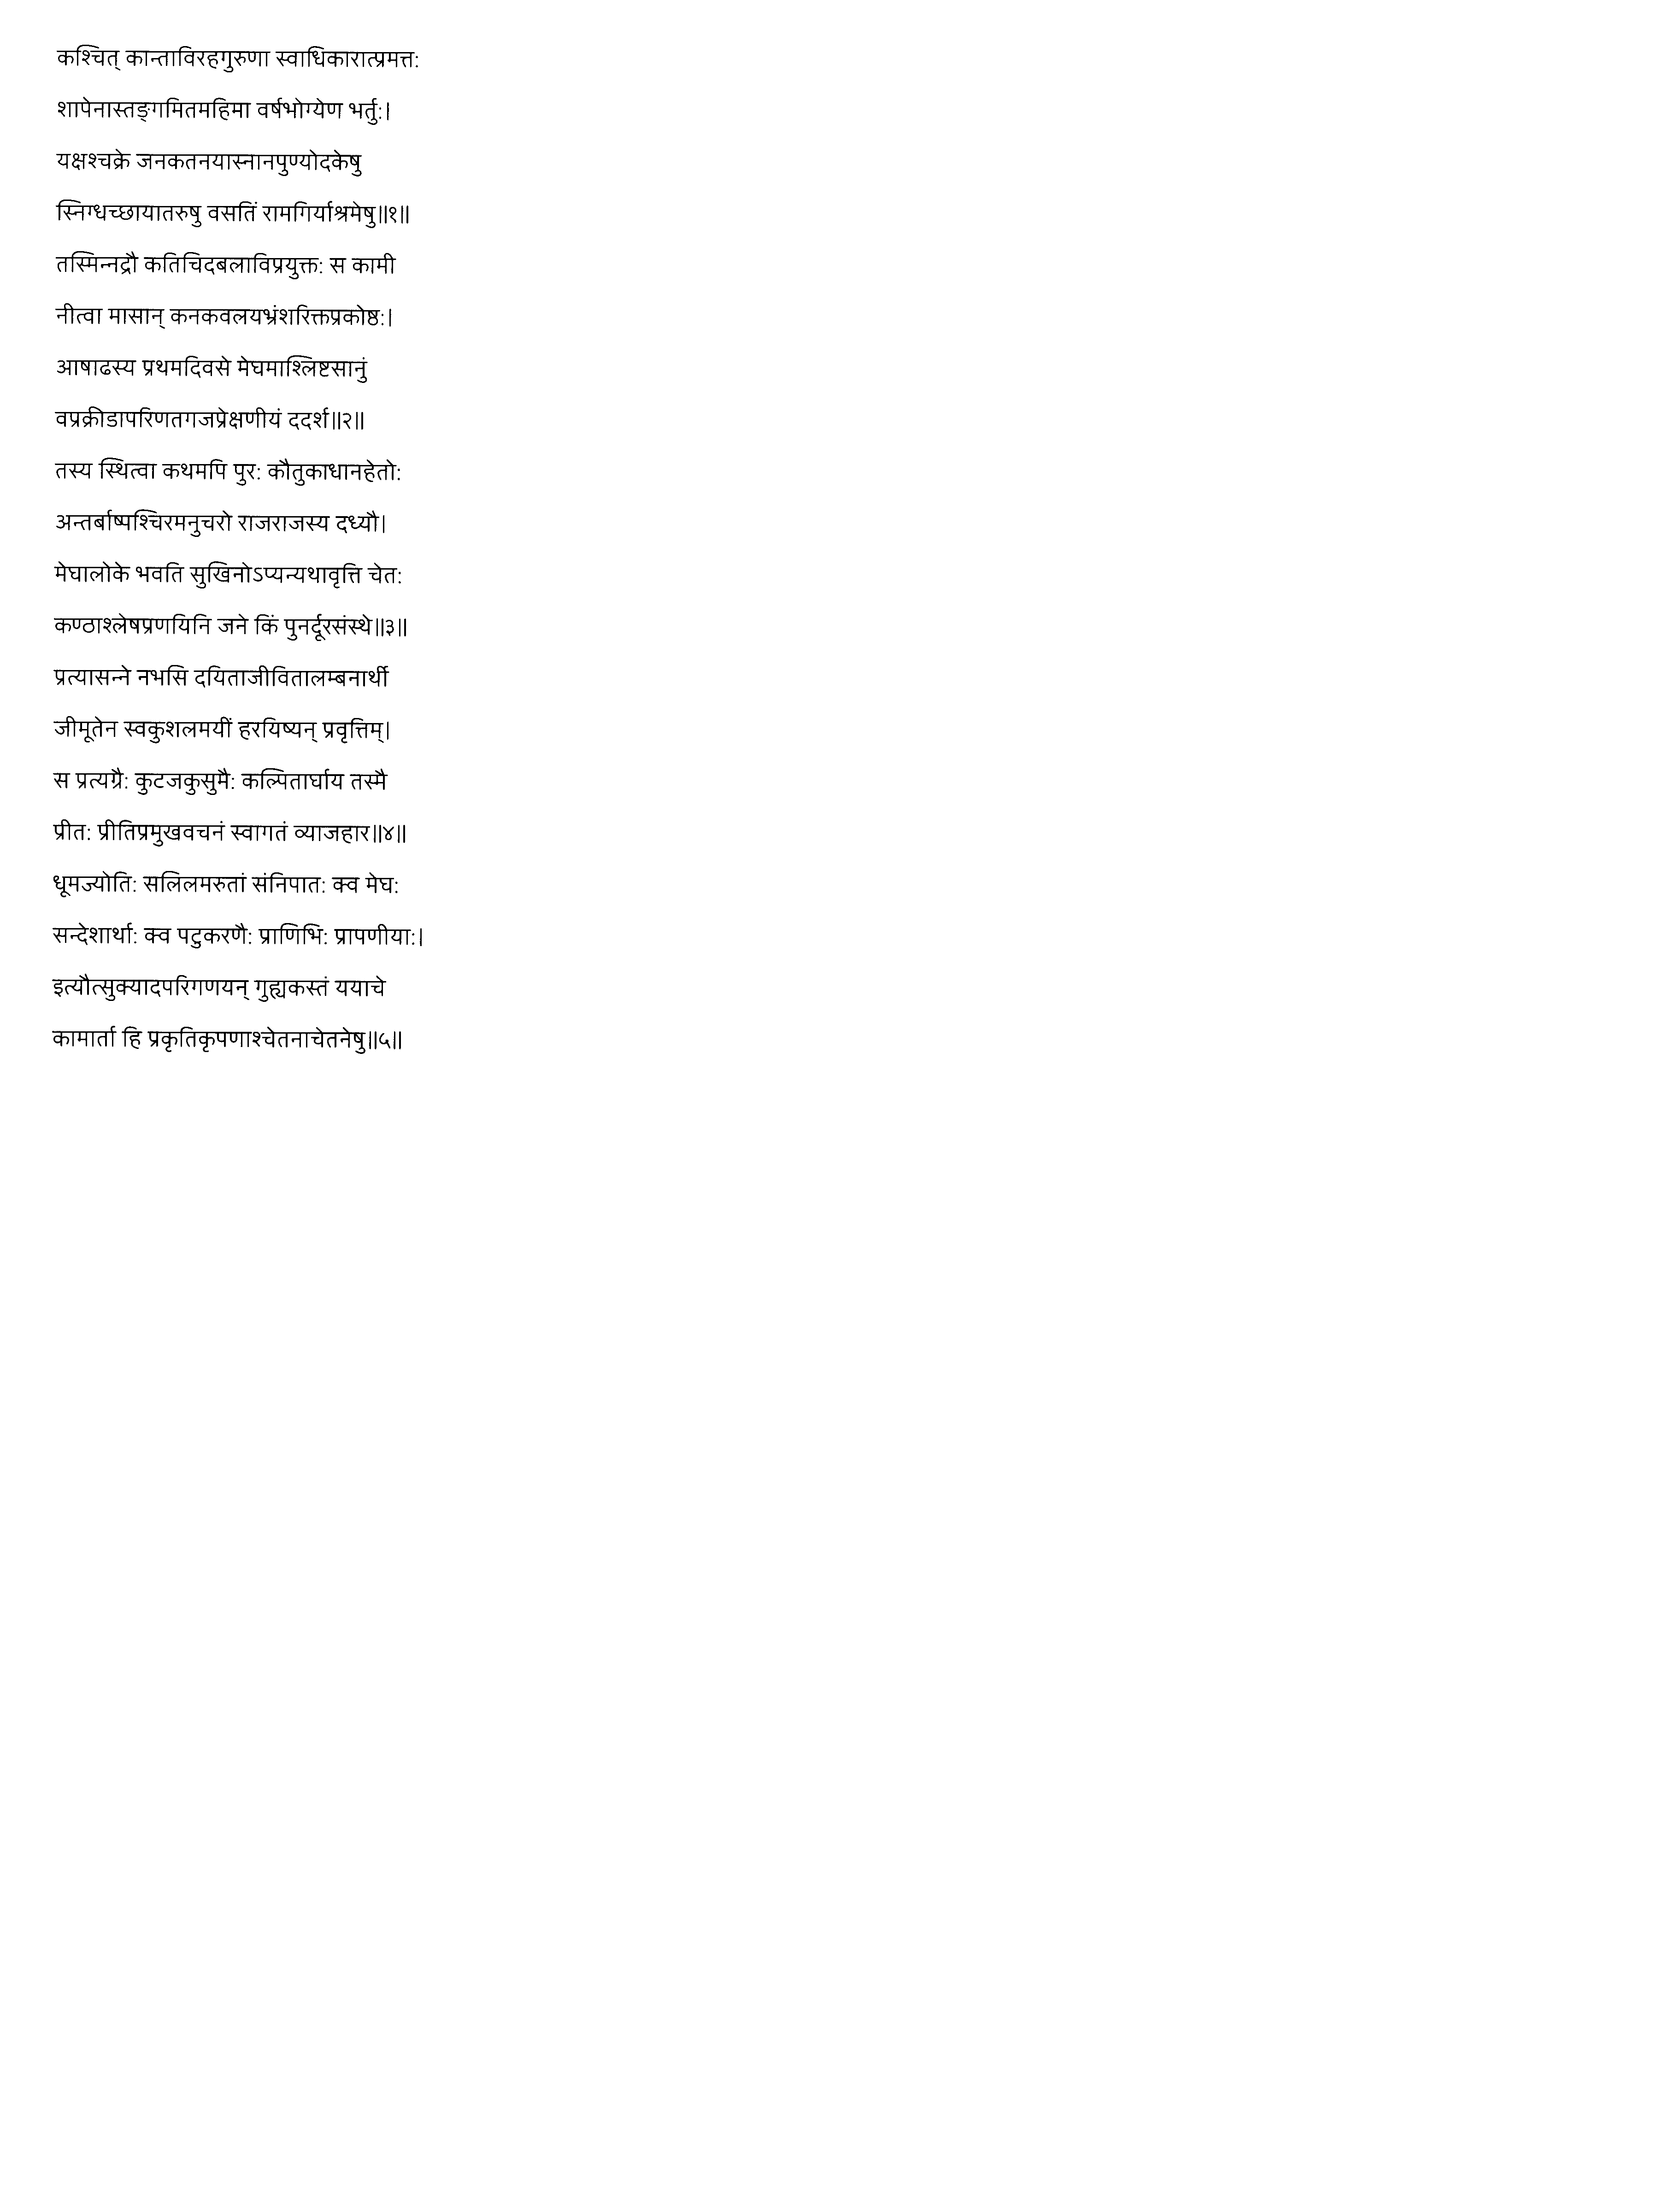 कश्चित् कान्ताविरहगुरुणा स्वाधिकारात्प्रमत्त:
शापेनास्तङ्गमितमहिमा वर्षभोग्येण भर्तु:।
यक्षश्चक्रे जनकतनयास्नानपुण्योदकेषु
स्निग्धच्छायातरुषु वसतिं रामगिर्याश्रमेषु॥१॥
तस्मिन्नद्रौ कतिचिदबलाविप्रयुक्त: स कामी
नीत्वा मासान् कनकवलयभ्रंशरिक्तप्रकोष्ठ:।
आषाढस्य प्रथमदिवसे मेघमाश्लिष्टसानुं
वप्रक्रीडापरिणतगजप्रेक्षणीयं ददर्श॥२॥
तस्य स्थित्वा कथमपि पुर: कौतुकाधानहेतो:
अन्तर्बाष्पश्चिरमनुचरो राजराजस्य दध्यौ।
मेघालोके भवति सुखिनोऽप्यन्यथावृत्ति चेत:
कण्ठाश्लेषप्रणयिनि जने किं पुनर्दूरसंस्थे॥३॥
प्रत्यासन्ने नभसि दयिताजीवितालम्बनार्थी
जीमूतेन स्वकुशलमयीं हरयिष्यन् प्रवृत्तिम्।
स प्रत्यग्रै: कुटजकुसुमै: कल्पितार्घाय तस्मै
प्रीत: प्रीतिप्रमुखवचनं स्वागतं व्याजहार॥४॥
धूमज्योति: सलिलमरुतां संनिपात: क्व मेघ:
सन्देशार्था: क्व पटुकरणै: प्राणिभि: प्रापणीया:।
इत्यौत्सुक्यादपरिगणयन् गुह्यकस्तं ययाचे
कामार्ता हि प्रकृतिकृपणाश्चेतनाचेतनेषु॥५॥